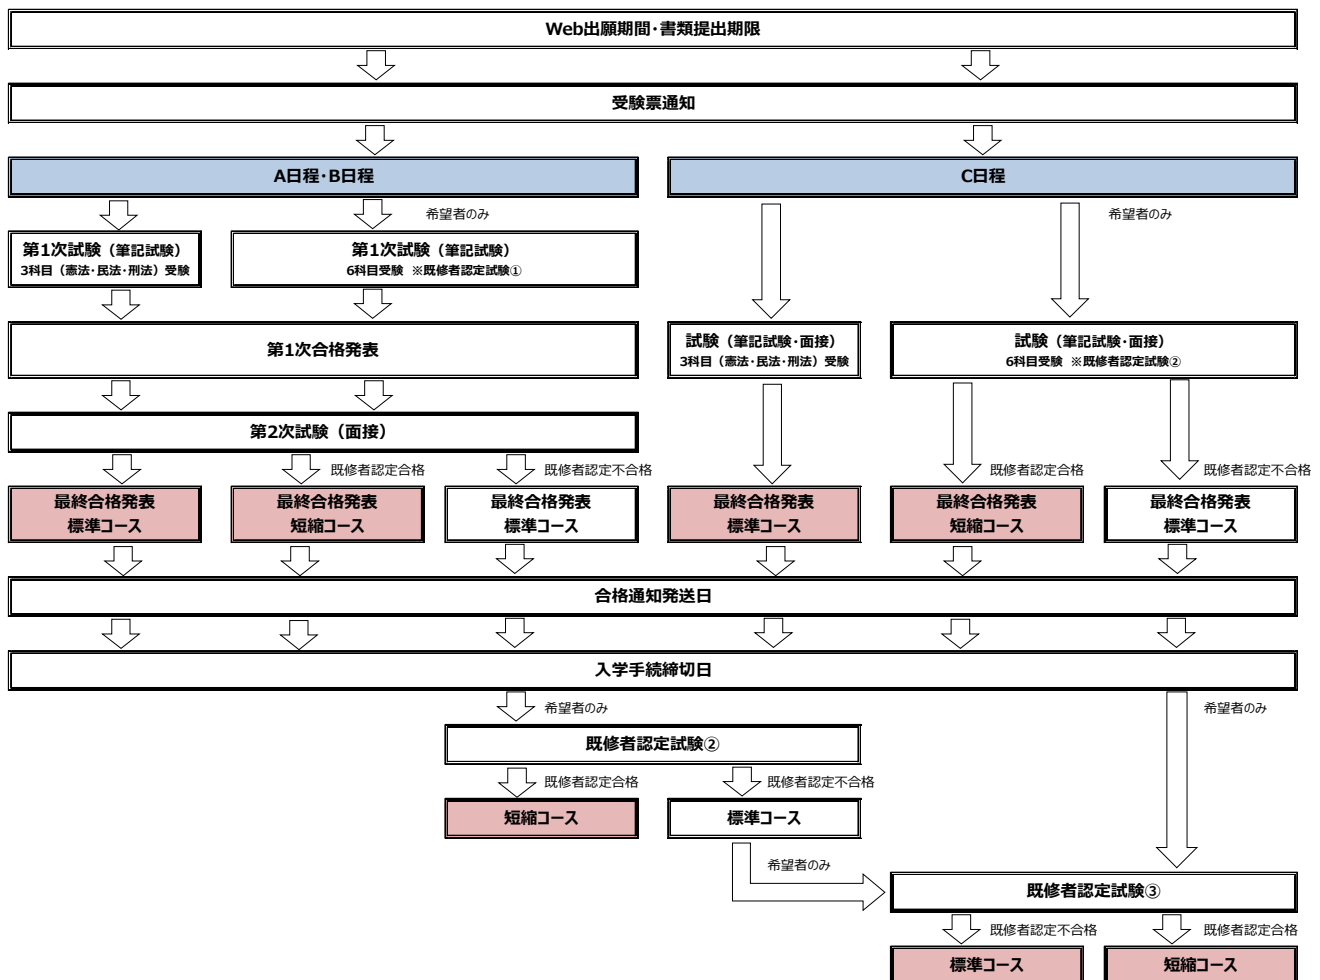 Web出願期間・書類提出期限
受験票通知
A日程・B日程
C日程
希望者のみ
希望者のみ
第1次試験（筆記試験）
3科目（憲法・民法・刑法）受験
第1次試験（筆記試験）
6科目受験 ※既修者認定試験①
第1次合格発表
試験（筆記試験・面接）
3科目（憲法・民法・刑法）受験
試験（筆記試験・面接）
6科目受験 ※既修者認定試験②
第2次試験（面接）
既修者認定合格
既修者認定不合格
既修者認定合格
既修者認定不合格
最終合格発表
標準コース
最終合格発表
短縮コース
最終合格発表
標準コース
最終合格発表
標準コース
最終合格発表
短縮コース
最終合格発表
標準コース
合格通知発送日
入学手続締切日
希望者のみ
希望者のみ
既修者認定試験②
既修者認定合格
既修者認定不合格
短縮コース
標準コース
希望者のみ
既修者認定試験③
既修者認定不合格
既修者認定合格
標準コース
短縮コース